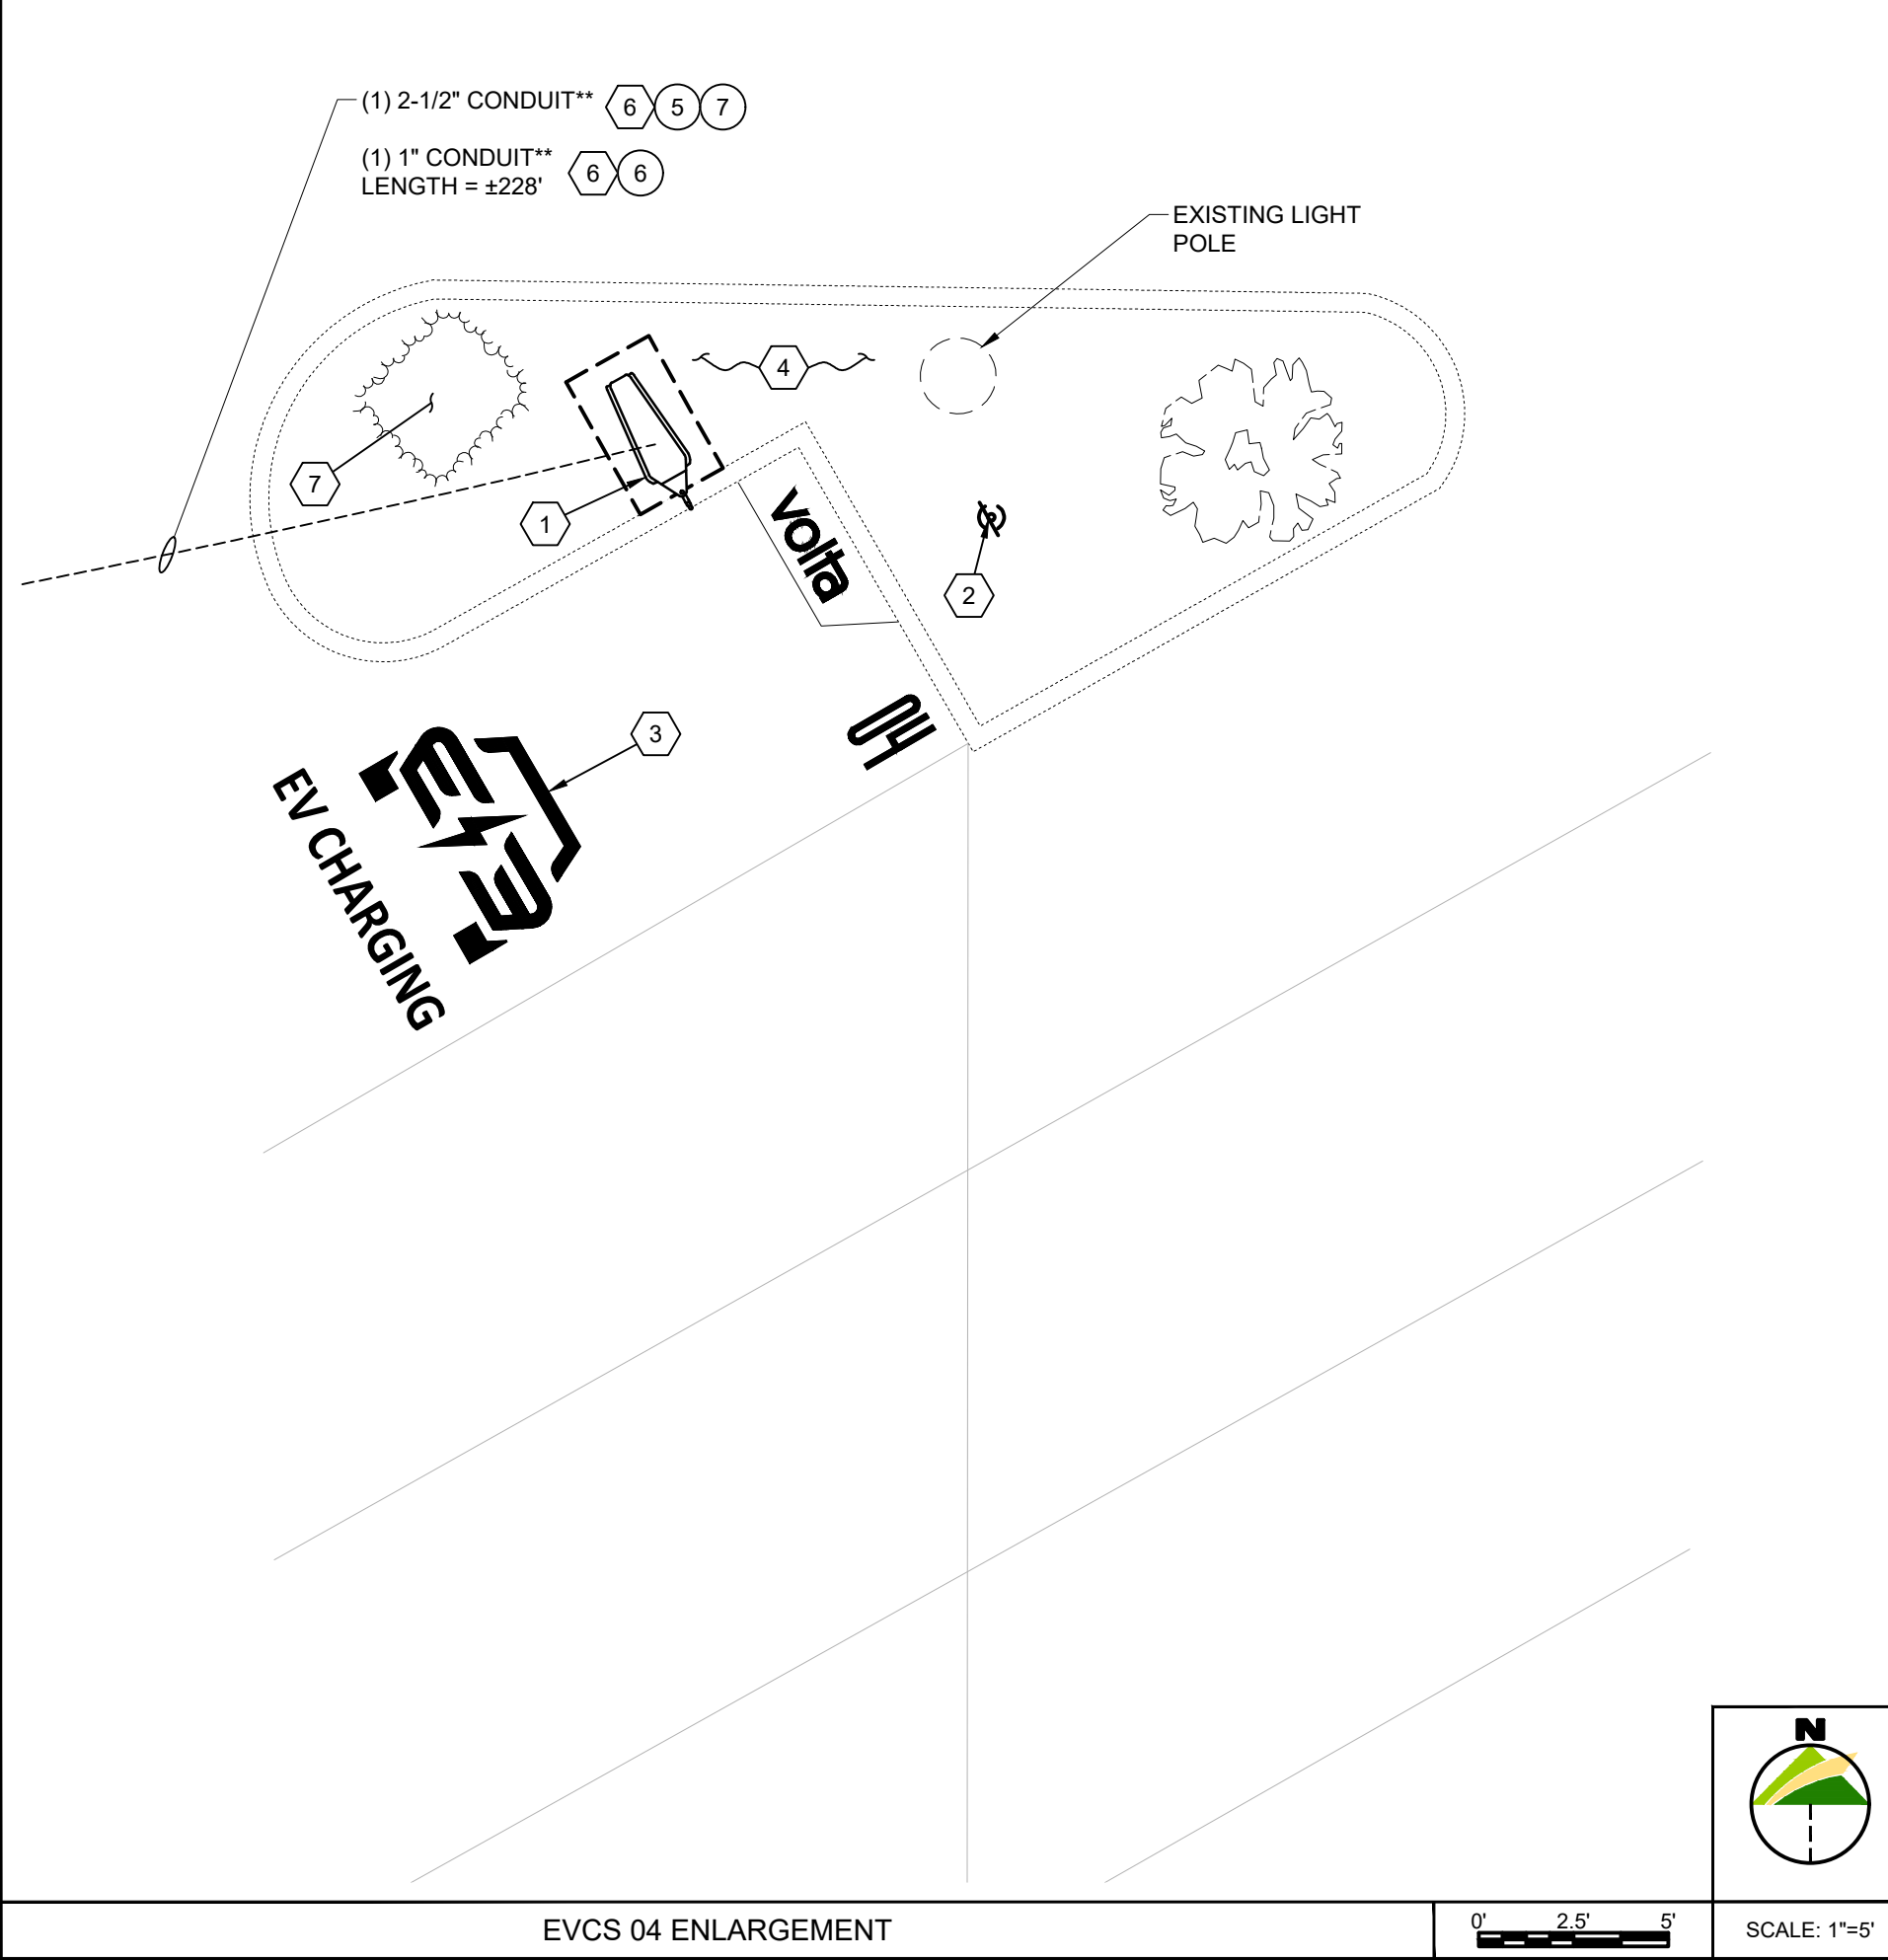 (1) 2-1/2" CONDUIT** 6 5 7
(1) 1" CONDUIT**
LENGTH = ±228' 6 6
EXISTING LIGHT
POLE
4
7
1
volta
2
3
EV CHARGING
N
EVCS 04 ENLARGEMENT
0' 2.5' 5'
SCALE: 1"=5'